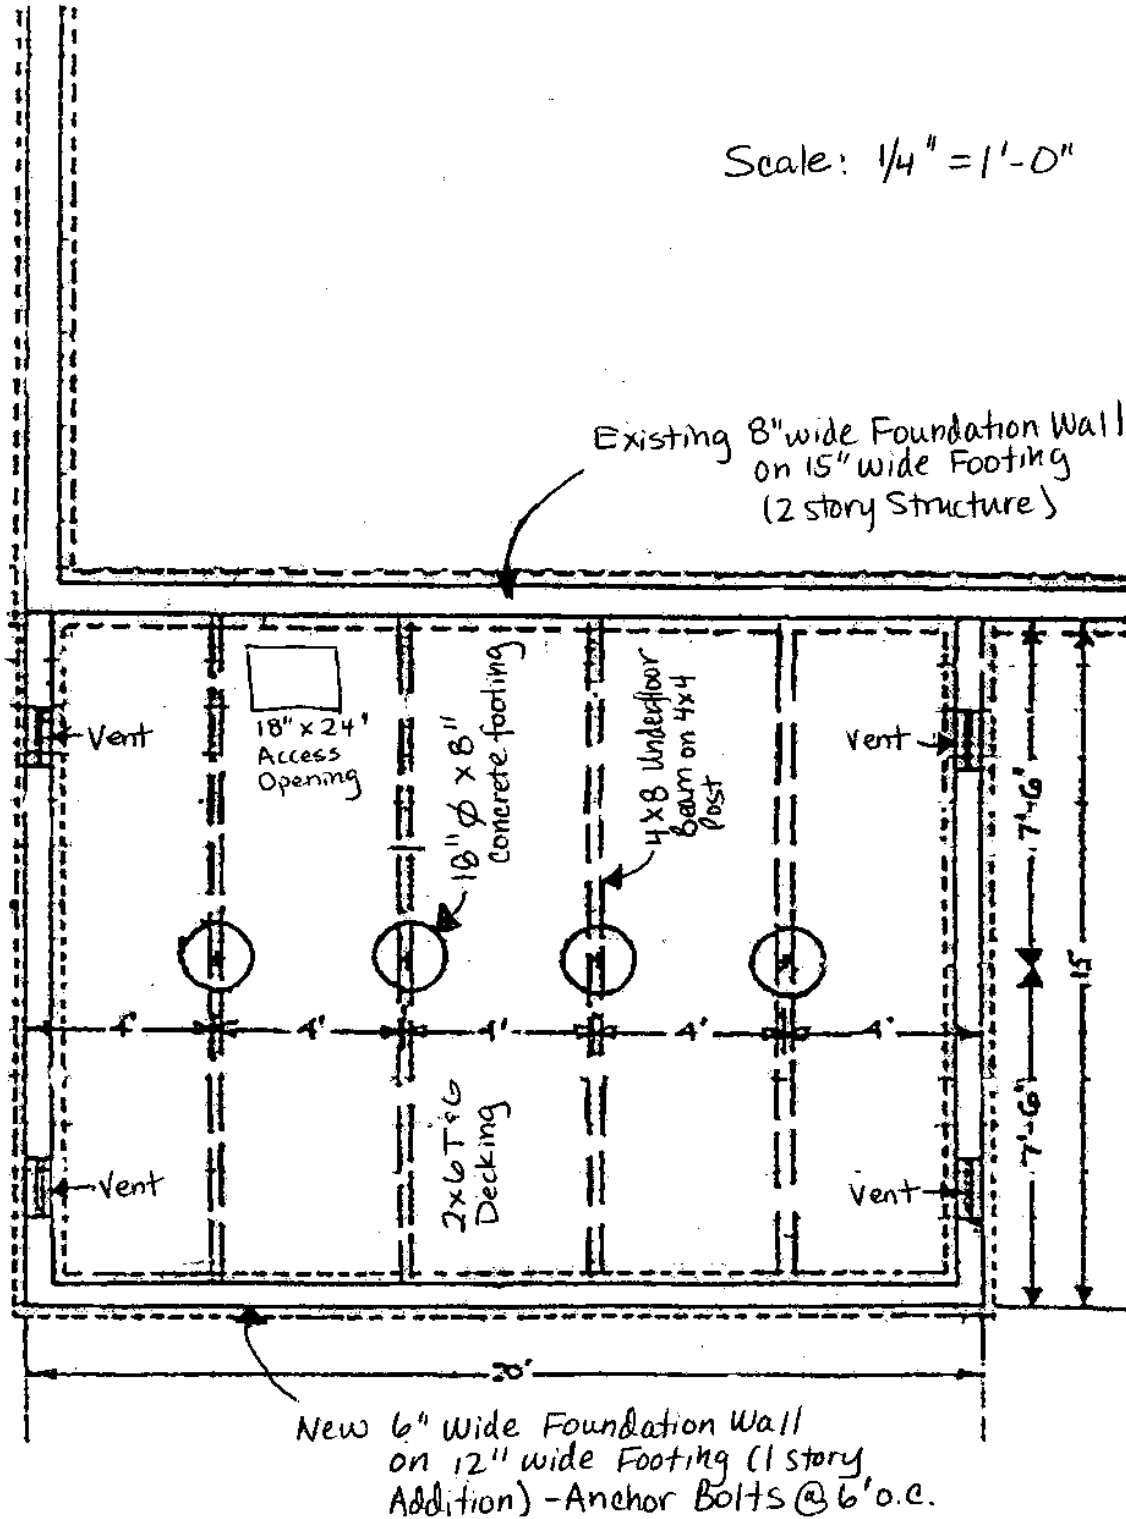 Scale: 1/4" = 1'-0"
Existing 8" wide Foundation Wall
on 15" wide Footing
(2 story Structure)
Vent
18" x 24"
Access
Opening
18" Ø x 8"
concrete footing
4x8 Underfloor
Beam on 4x4
Post
Vent
7'-6"
15'
4'
4'
4'
4'
4'
7'-6"
2x6 T&G
Decking
Vent
Vent
20'
New 6" wide Foundation Wall
on 12" wide Footing (1 story
Addition) - Anchor Bolts @ 6' o.c.